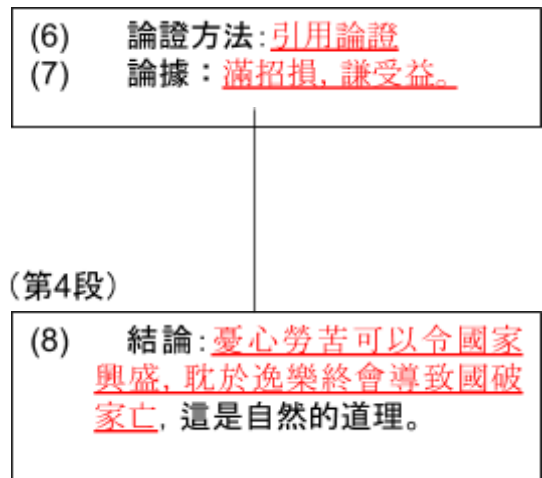 (6) 論證方法:引用論證
(7) 論據：滿招損, 謙受益。
（第4段）
(8) 結論:憂心勞苦可以令國家
興盛, 耽於逸樂終會導致國破
家亡, 這是自然的道理。